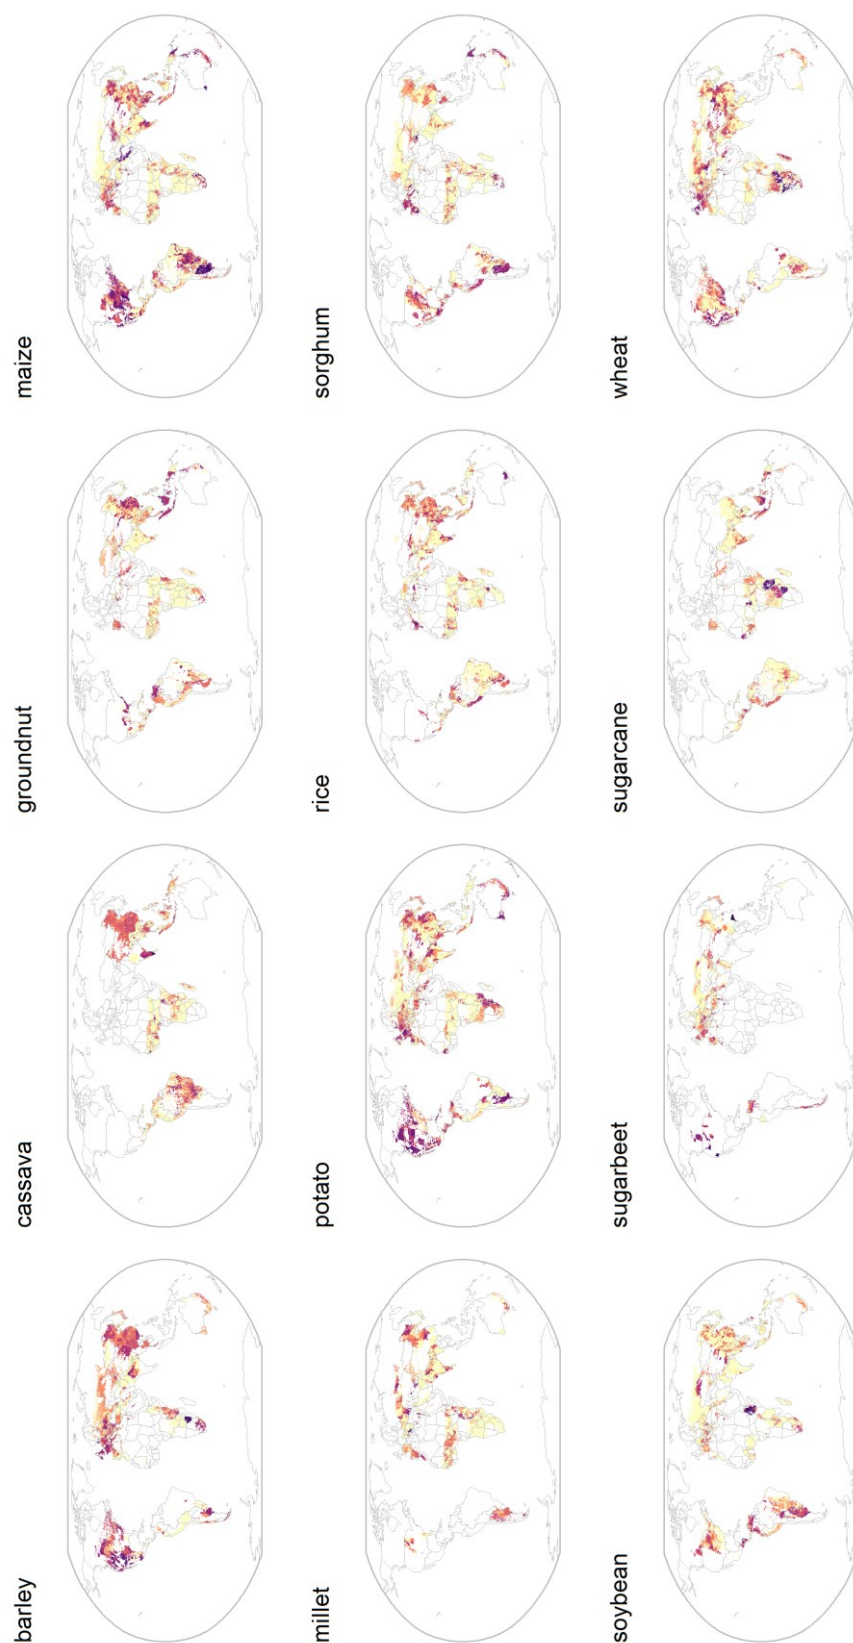 barley
cassava
groundnut
maize
millet
potato
rice
sorghum
soybean
sugarbeet
sugarcane
wheat